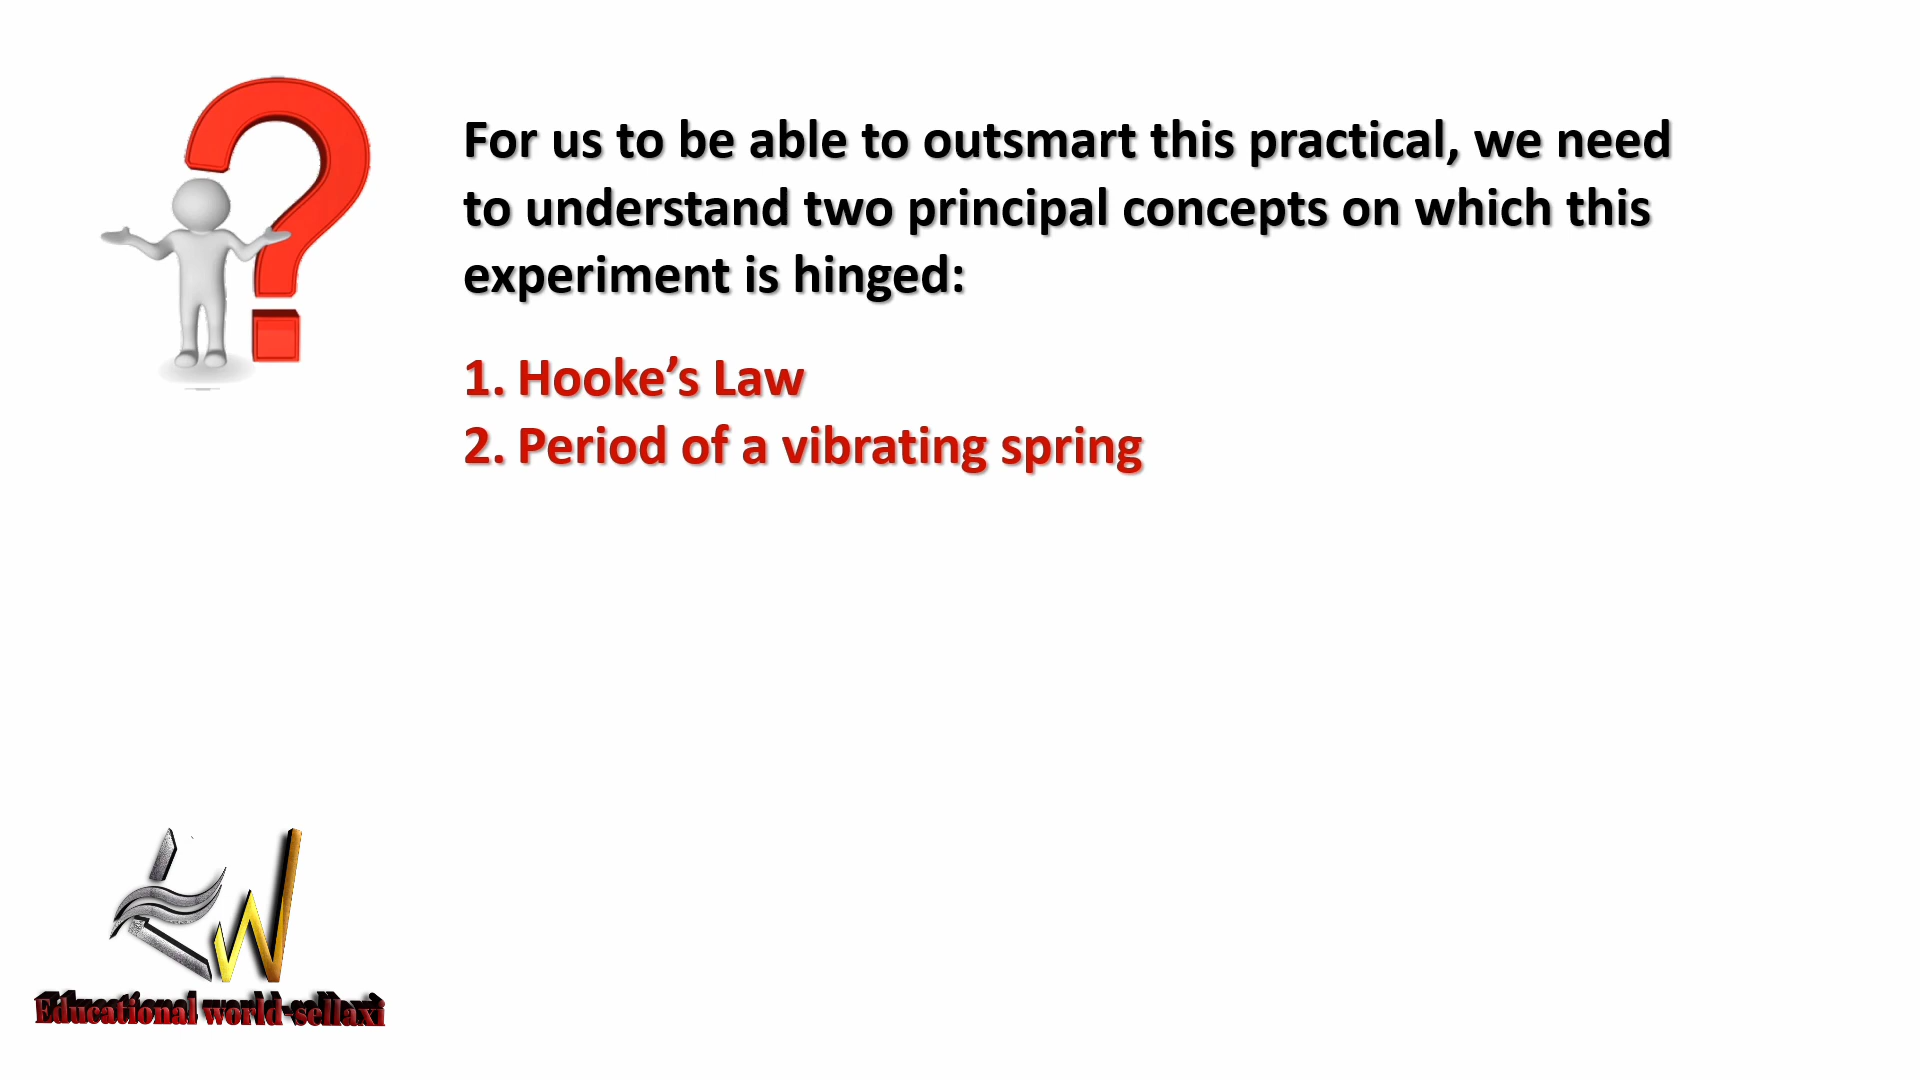 For us to be able to outsmart this practical, we need
to understand two principal concepts on which this
experiment is hinged:
1. Hooke’s Law
2. Period of a vibrating spring
Educational world-sellaxi